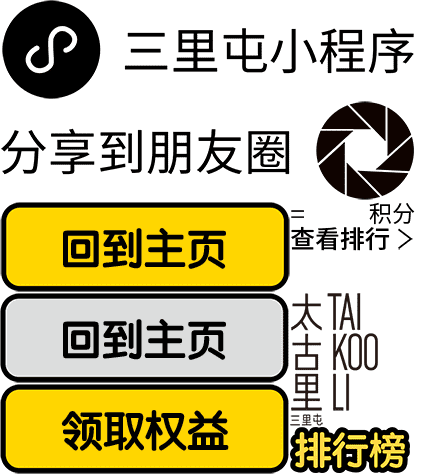 三里屯小程序
分享到朋友圈
= 积分
查看排行
回到主页
回到主页
领取权益
太古里
TAI
KOO
LI
三里屯
排行榜